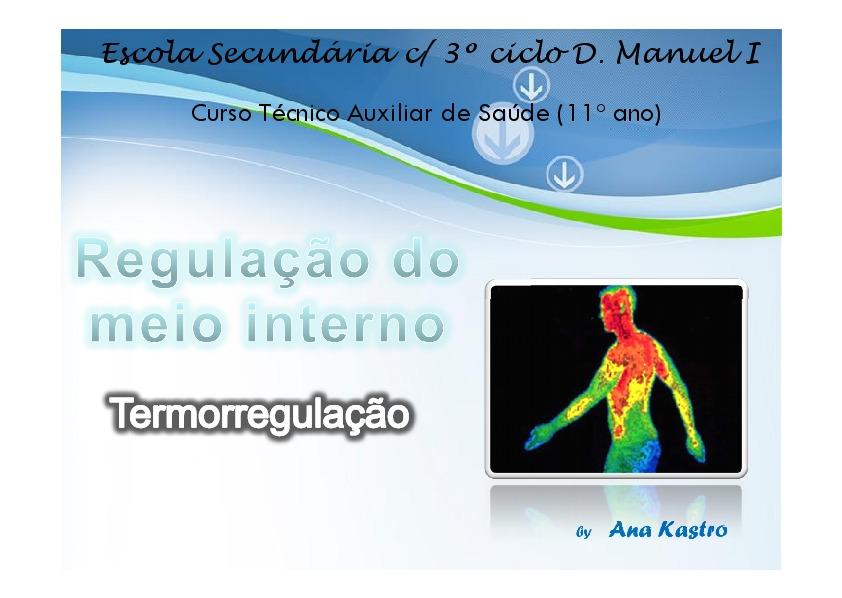 Escola Secundária c/ 3º ciclo D. Manuel I
Curso Técnico Auxiliar de Saúde (11° ano)
Regulação do
meio interno
Termorregulação
by Ana Kastro